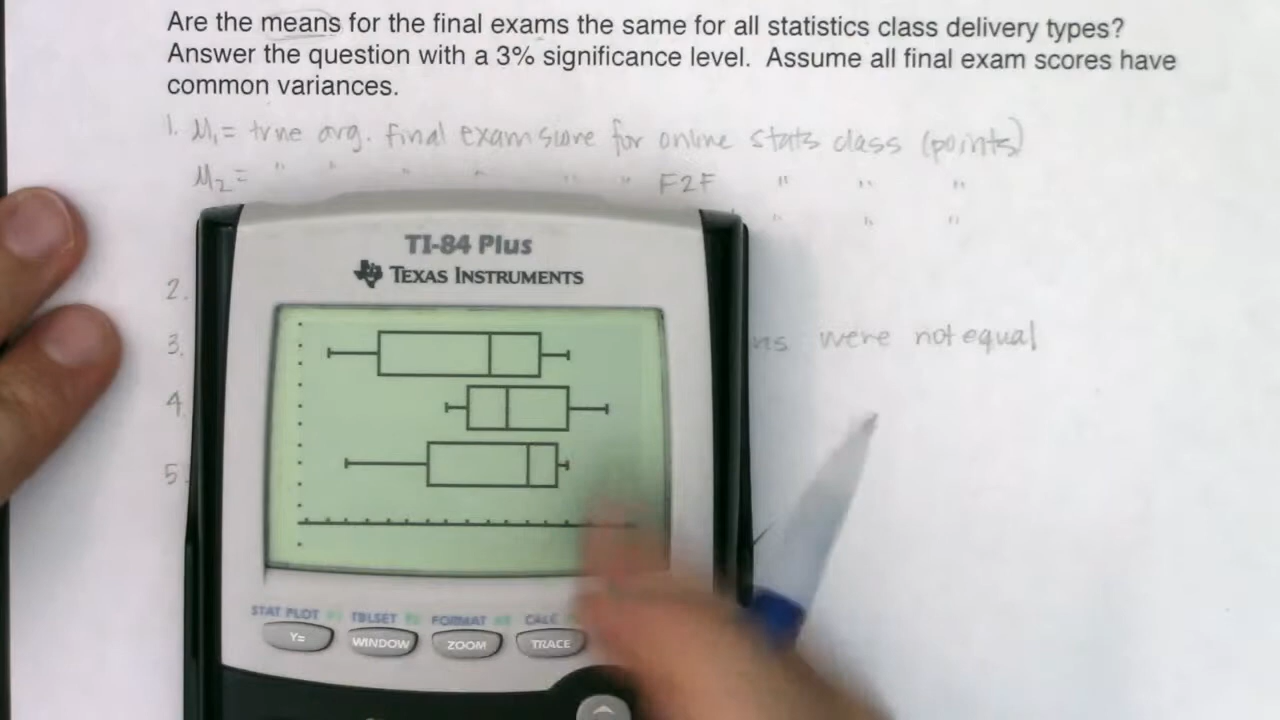 Are the means for the final exams the same for all statistics class delivery types?
Answer the question with a 3% significance level. Assume all final exam scores have
common variances.
1. M₁ = true avg. final exam score for online stats class (points)
M₂ = " " " " " " F2F " " "
" " "
2.
3. were not equal
4
5.
TI-84 Plus
TEXAS INSTRUMENTS
STAT PLOT TBLSET FORMAT CALC
Y= WINDOW ZOOM TRACE